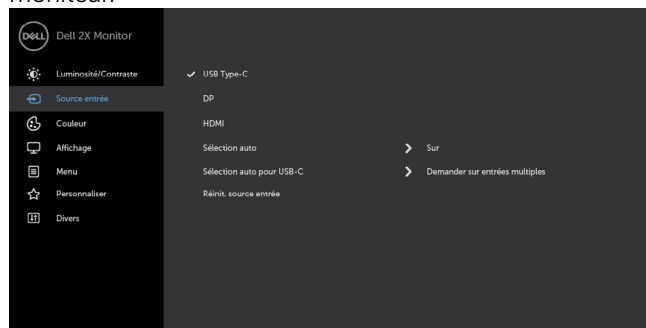 DELL Dell 2X Monitor
Luminosité/Contraste
Source entrée
Couleur
Affichage
Menu
Personnaliser
Divers
USB Type-C
DP
HDMI
Sélection auto Sur
Sélection auto pour USB-C Demander sur entrées multiples
Réinit. source entrée